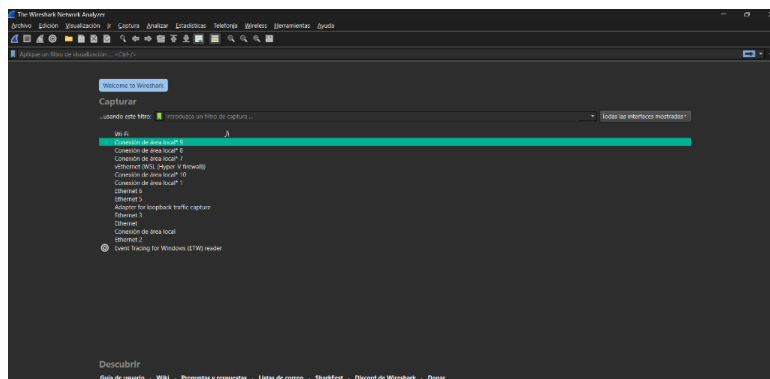 The Wireshark Network Analyzer
Archivo Edición Visualización Ir Captura Analizar Estadísticas Telefonía Wireless Herramientas Ayuda
Aplique un filtro de visualización ... <Ctrl-/>
Welcome to Wireshark
Capturar
...usando este filtro: Introduzca un filtro de captura ... Todas las interfaces mostradas
Wi-Fi
Conexión de área local* 9
Conexión de área local* 8
Conexión de área local* 7
vEthernet (WSL (Hyper-V firewall))
Conexión de área local* 10
Conexión de área local* 1
Ethernet 6
Ethernet 5
Adapter for loopback traffic capture
Ethernet 3
Ethernet
Conexión de área local
Ethernet 2
Event Tracing for Windows (ETW) reader
Descubrir
Guía de usuario · Wiki · Preguntas y respuestas · Listas de correo · SharkFest · Discord de Wireshark · Donar